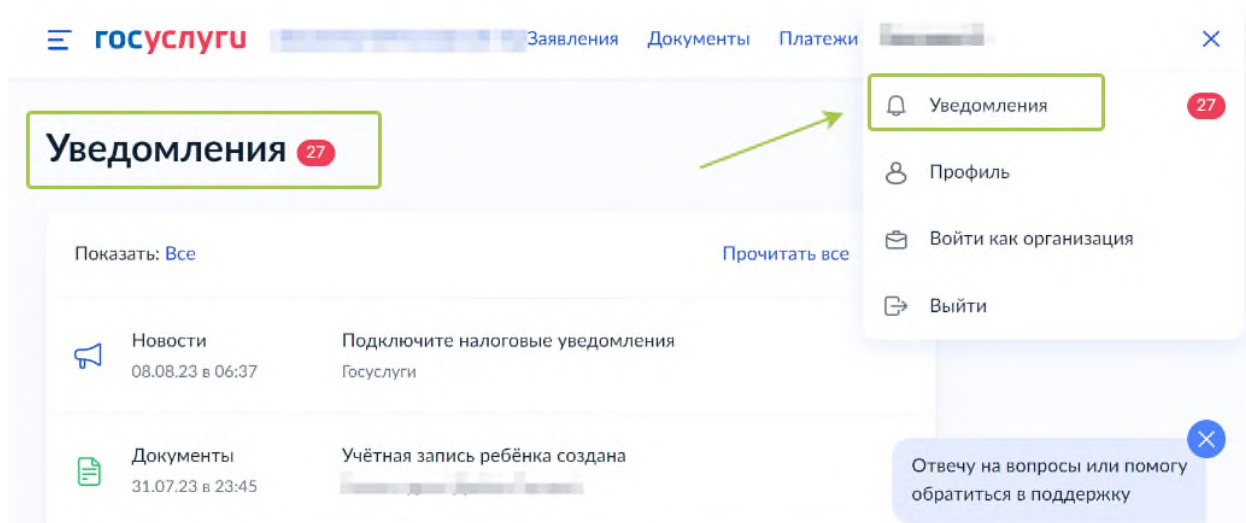 госуслуги Заявления Документы Платежи
Уведомления 27
Уведомления 27
Профиль
Войти как организация
Выйти
Показать: Все Прочитать все
Новости Подключите налоговые уведомления
08.08.23 в 06:37 Госуслуги
Документы Учётная запись ребёнка создана
31.07.23 в 23:45
Отвечу на вопросы или помогу
обратиться в поддержку